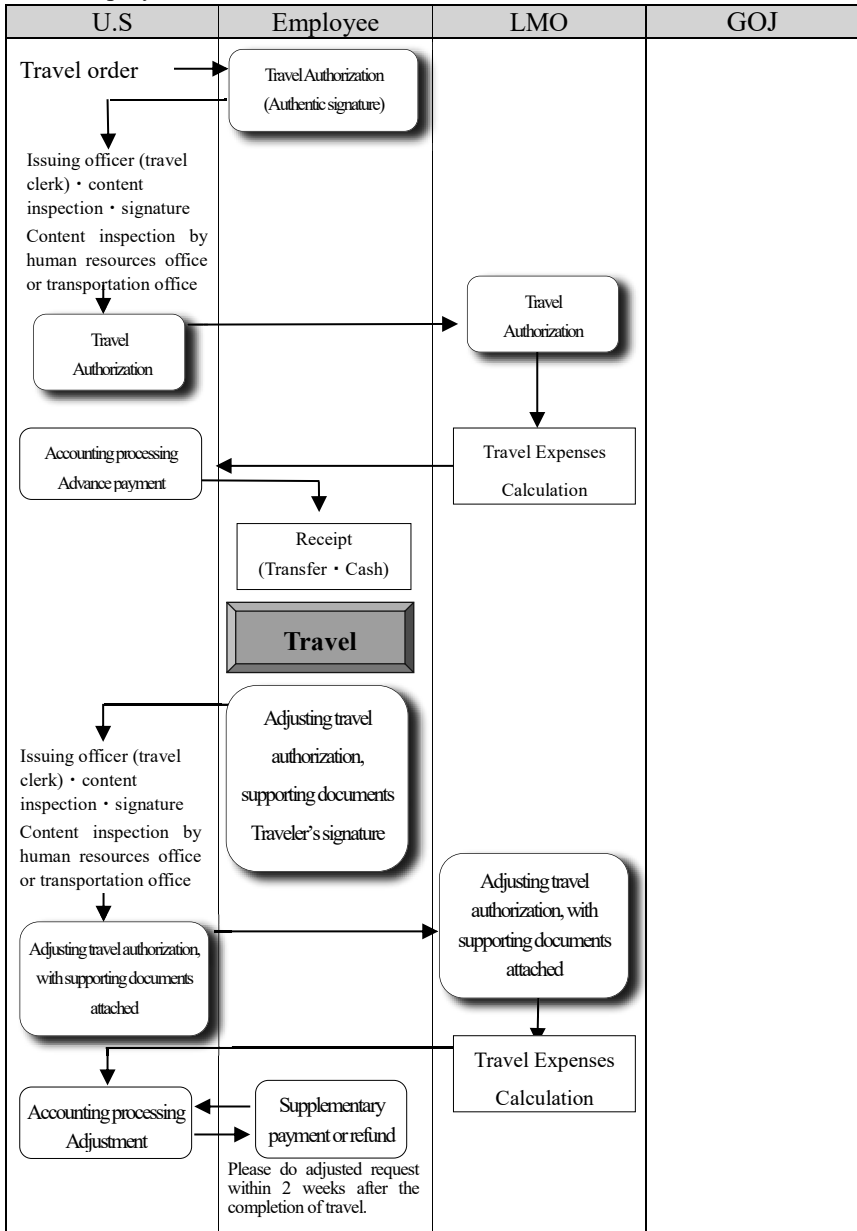 U.S Employee LMO GOJ
Travel order
Travel Authorization
(Authentic signature)
Issuing officer (travel
clerk)・content
inspection・signature
Content inspection by
human resources office
or transportation office
Travel
Authorization
Travel
Authorization
Accounting processing
Advance payment
Travel Expenses
Calculation
Receipt
(Transfer・Cash)
Travel
Adjusting travel
authorization,
supporting documents
Traveler's signature
Issuing officer (travel
clerk)・content
inspection・signature
Content inspection by
human resources office
or transportation office
Adjusting travel
authorization, with
supporting documents
attached
Adjusting travel authorization,
with supporting documents
attached
Travel Expenses
Calculation
Accounting processing
Adjustment
Supplementary
payment or refund
Please do adjusted request
within 2 weeks after the
completion of travel.